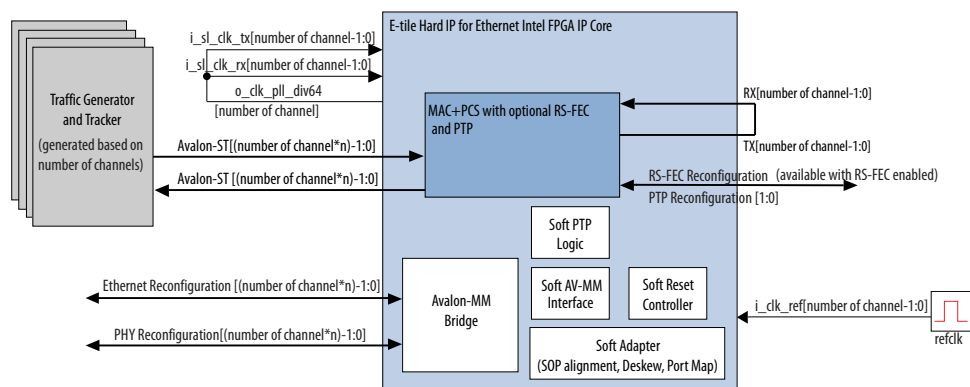 E-tile Hard IP for Ethernet Intel FPGA IP Core
i_sl_clk_tx[number of channel-1:0]
i_sl_clk_rx[number of channel-1:0]
o_clk_pll_div64
[number of channel]
Traffic Generator
and Tracker
(generated based on
number of channels)
Avalon-ST[(number of channel*n)-1:0]
Avalon-ST [(number of channel*n)-1:0]
MAC+PCS with optional RS-FEC
and PTP
RX[number of channel-1:0]
TX[number of channel-1:0]
RS-FEC Reconfiguration (available with RS-FEC enabled)
PTP Reconfiguration [1:0]
Soft PTP
Logic
Ethernet Reconfiguration [(number of channel*n)-1:0]
PHY Reconfiguration[(number of channel*n)-1:0]
Avalon-MM
Bridge
Soft AV-MM
Interface
Soft Reset
Controller
Soft Adapter
(SOP alignment, Deskew, Port Map)
i_clk_ref[number of channel-1:0]
refclk